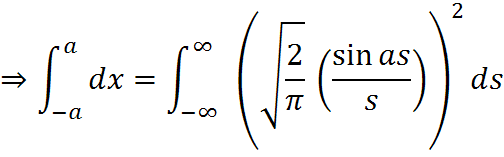 ⇒ ∫_{-a}^{a} dx = ∫_{-∞}^{∞} (√(2/π) (sin as / s))² ds